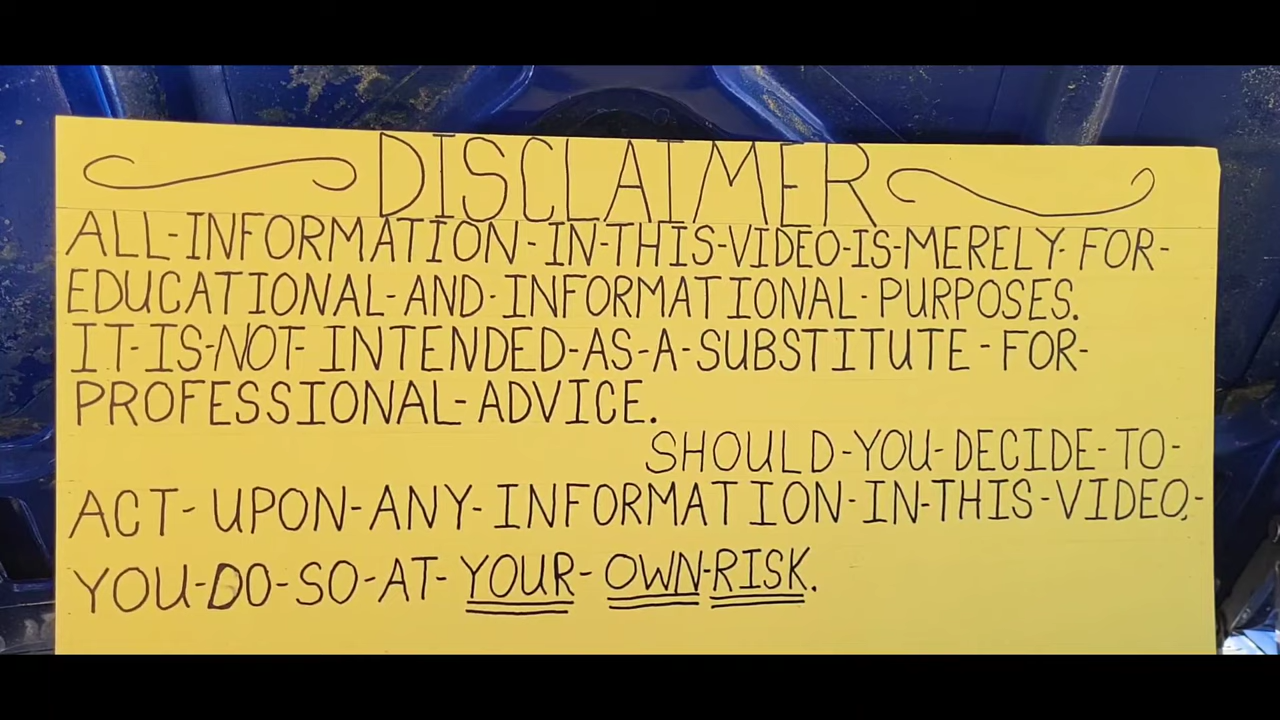 DISCLAIMER
ALL-INFORMATION-IN-THIS-VIDEO-IS-MERELY-FOR-
EDUCATIONAL-AND-INFORMATIONAL-PURPOSES.
IT-IS-NOT-INTENDED-AS-A-SUBSTITUTE-FOR-
PROFESSIONAL-ADVICE.
SHOULD-YOU-DECIDE-TO-
ACT-UPON-ANY-INFORMATION-IN-THIS-VIDEO,-
YOU-DO-SO-AT-YOUR-OWN-RISK.